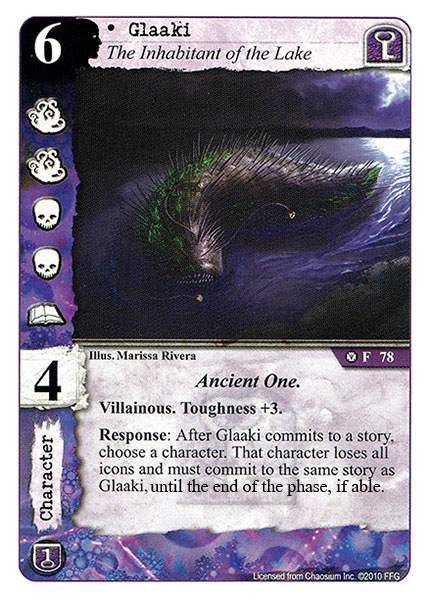 6
• Glaaki
The Inhabitant of the Lake
Illus. Marissa Rivera
F 78
4
Ancient One.
Villainous. Toughness +3.
Response: After Glaaki commits to a story,
choose a character. That character loses all
icons and must commit to the same story as
Glaaki, until the end of the phase, if able.
Character
1
Licensed from Chaosium Inc. ©2010 FFG